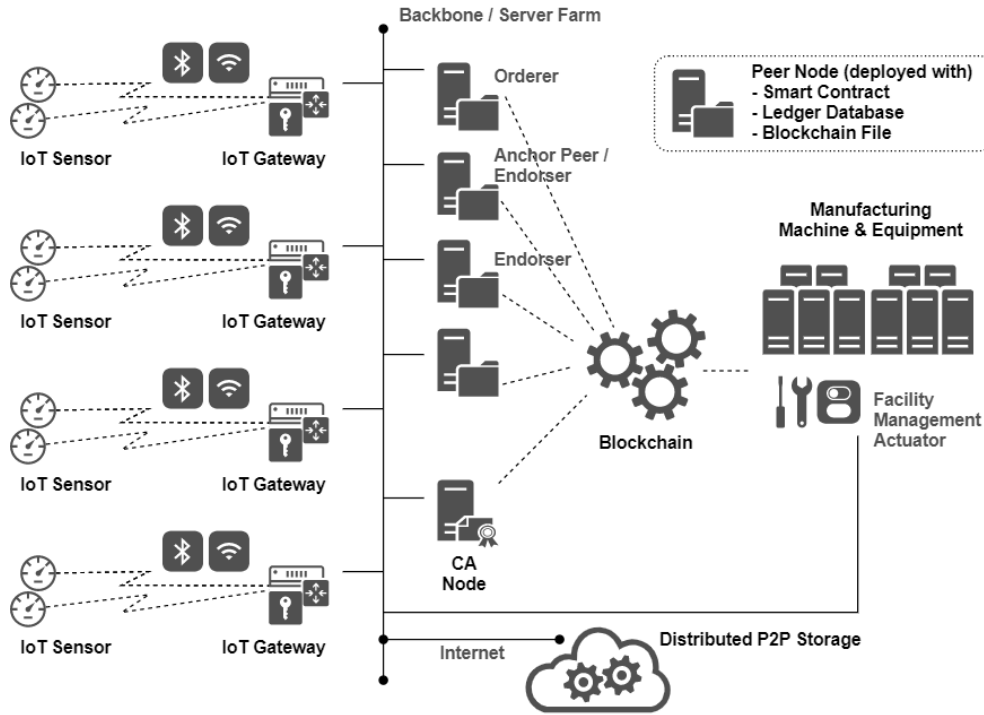 Backbone / Server Farm
IoT Sensor
IoT Gateway
Orderer
Peer Node (deployed with)
- Smart Contract
- Ledger Database
- Blockchain File
Anchor Peer /
Endorser
Manufacturing
Machine & Equipment
IoT Sensor
IoT Gateway
Endorser
IoT Sensor
IoT Gateway
Blockchain
Facility
Management
Actuator
CA
Node
IoT Sensor
IoT Gateway
Internet
Distributed P2P Storage